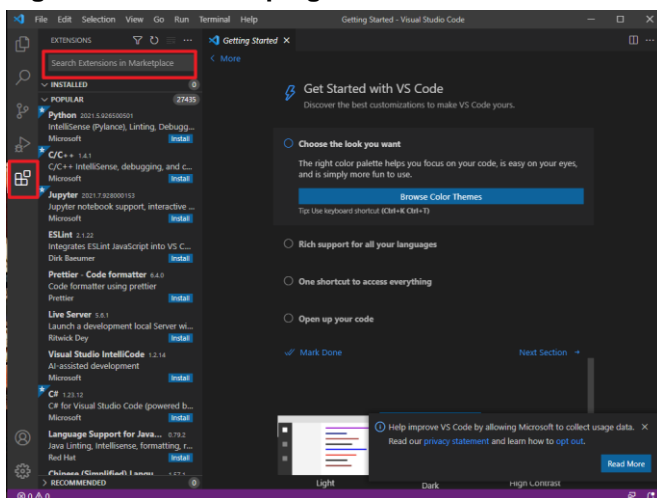 File Edit Selection View Go Run Terminal Help
Getting Started - Visual Studio Code
EXTENSIONS
Search Extensions in Marketplace
INSTALLED 0
POPULAR 27435
Python 2021.5.926500501
IntelliSense (Pylance), Linting, Debugg...
Microsoft Install
C/C++ 1.4.1
C/C++ IntelliSense, debugging, and c...
Microsoft Install
Jupyter 2021.7.928000153
Jupyter notebook support, interactive ...
Microsoft Install
ESLint 2.1.22
Integrates ESLint JavaScript into VS C...
Dirk Baeumer Install
Prettier - Code formatter 6.4.0
Code formatter using prettier
Prettier Install
Live Server 5.6.1
Launch a development local Server wi...
Ritwick Dey Install
Visual Studio IntelliCode 1.2.14
AI-assisted development
Microsoft Install
C# 1.23.12
C# for Visual Studio Code (powered b...
Microsoft Install
Language Support for Java... 0.79.2
Java Linting, Intellisense, formatting, r...
Red Hat Install
Chinese (Simplified) Langu... 1.57.1
RECOMMENDED 0
0 0
Getting Started
< More
Get Started with VS Code
Discover the best customizations to make VS Code yours.
Choose the look you want
The right color palette helps you focus on your code, is easy on your eyes,
and is simply more fun to use.
Browse Color Themes
Tip: Use keyboard shortcut (Ctrl+K Ctrl+T)
Rich support for all your languages
One shortcut to access everything
Open up your code
Mark Done Next Section
Help improve VS Code by allowing Microsoft to collect usage data.
Read our privacy statement and learn how to opt out.
Read More
Light Dark High Contrast